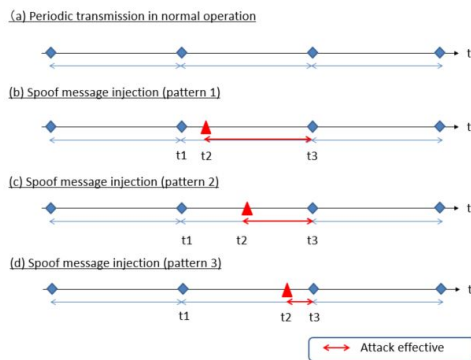 (a) Periodic transmission in normal operation
t
(b) Spoof message injection (pattern 1)
t
t1 t2 t3
(c) Spoof message injection (pattern 2)
t
t1 t2 t3
(d) Spoof message injection (pattern 3)
t
t1 t2 t3
Attack effective